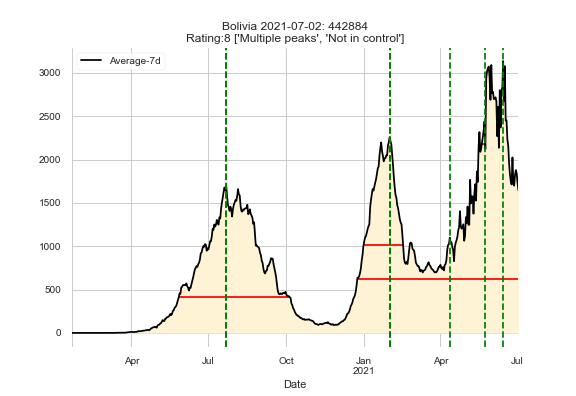 Bolivia 2021-07-02: 442884
Rating:8 ['Multiple peaks', 'Not in control']
Average-7d
3000
2500
2000
1500
1000
500
0
Apr Jul Oct Jan Apr Jul
2021
Date